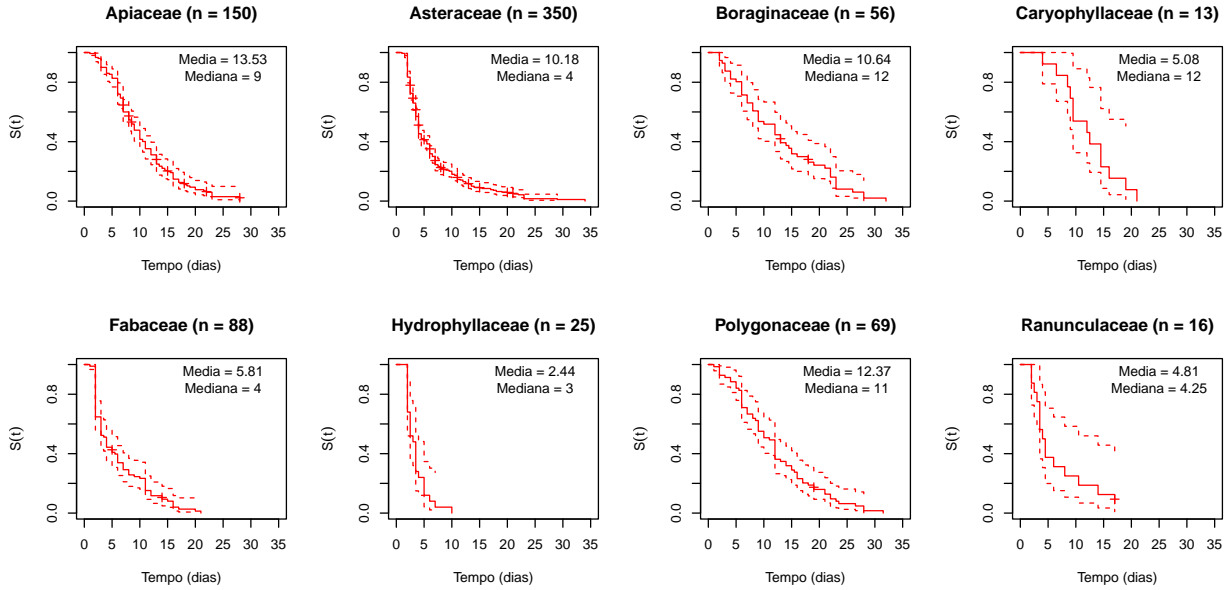 Apiaceae (n = 150)
Media = 13.53
Mediana = 9
S(t)
0.0 0.4 0.8
0 5 10 15 20 25 30 35
Tempo (dias)
Asteraceae (n = 350)
Media = 10.18
Mediana = 4
S(t)
0.0 0.4 0.8
0 5 10 15 20 25 30 35
Tempo (dias)
Boraginaceae (n = 56)
Media = 10.64
Mediana = 12
S(t)
0.0 0.4 0.8
0 5 10 15 20 25 30 35
Tempo (dias)
Caryophyllaceae (n = 13)
Media = 5.08
Mediana = 12
S(t)
0.0 0.4 0.8
0 5 10 15 20 25 30 35
Tempo (dias)
Fabaceae (n = 88)
Media = 5.81
Mediana = 4
S(t)
0.0 0.4 0.8
0 5 10 15 20 25 30 35
Tempo (dias)
Hydrophyllaceae (n = 25)
Media = 2.44
Mediana = 3
S(t)
0.0 0.4 0.8
0 5 10 15 20 25 30 35
Tempo (dias)
Polygonaceae (n = 69)
Media = 12.37
Mediana = 11
S(t)
0.0 0.4 0.8
0 5 10 15 20 25 30 35
Tempo (dias)
Ranunculaceae (n = 16)
Media = 4.81
Mediana = 4.25
S(t)
0.0 0.4 0.8
0 5 10 15 20 25 30 35
Tempo (dias)